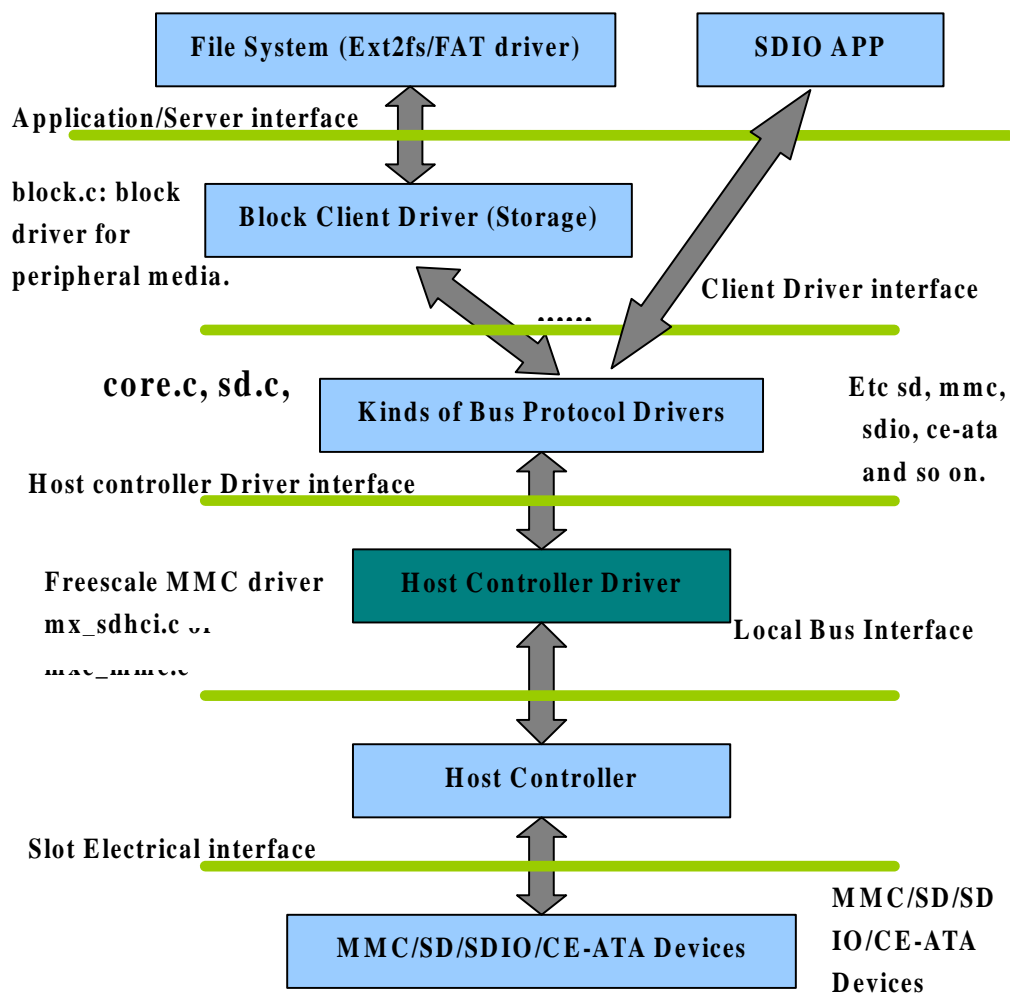 File System (Ext2fs/FAT driver)
SDIO APP
Application/Server interface
block.c: block
driver for
peripheral media.
Block Client Driver (Storage)
Client Driver interface
......
core.c, sd.c,
Kinds of Bus Protocol Drivers
Etc sd, mmc,
sdio, ce-ata
and so on.
Host controller Driver interface
Freescale MMC driver
mx_sdhci.c
Host Controller Driver
Local Bus Interface
Host Controller
Slot Electrical interface
MMC/SD/SDIO/CE-ATA Devices
MMC/SD/SD
IO/CE-ATA
Devices